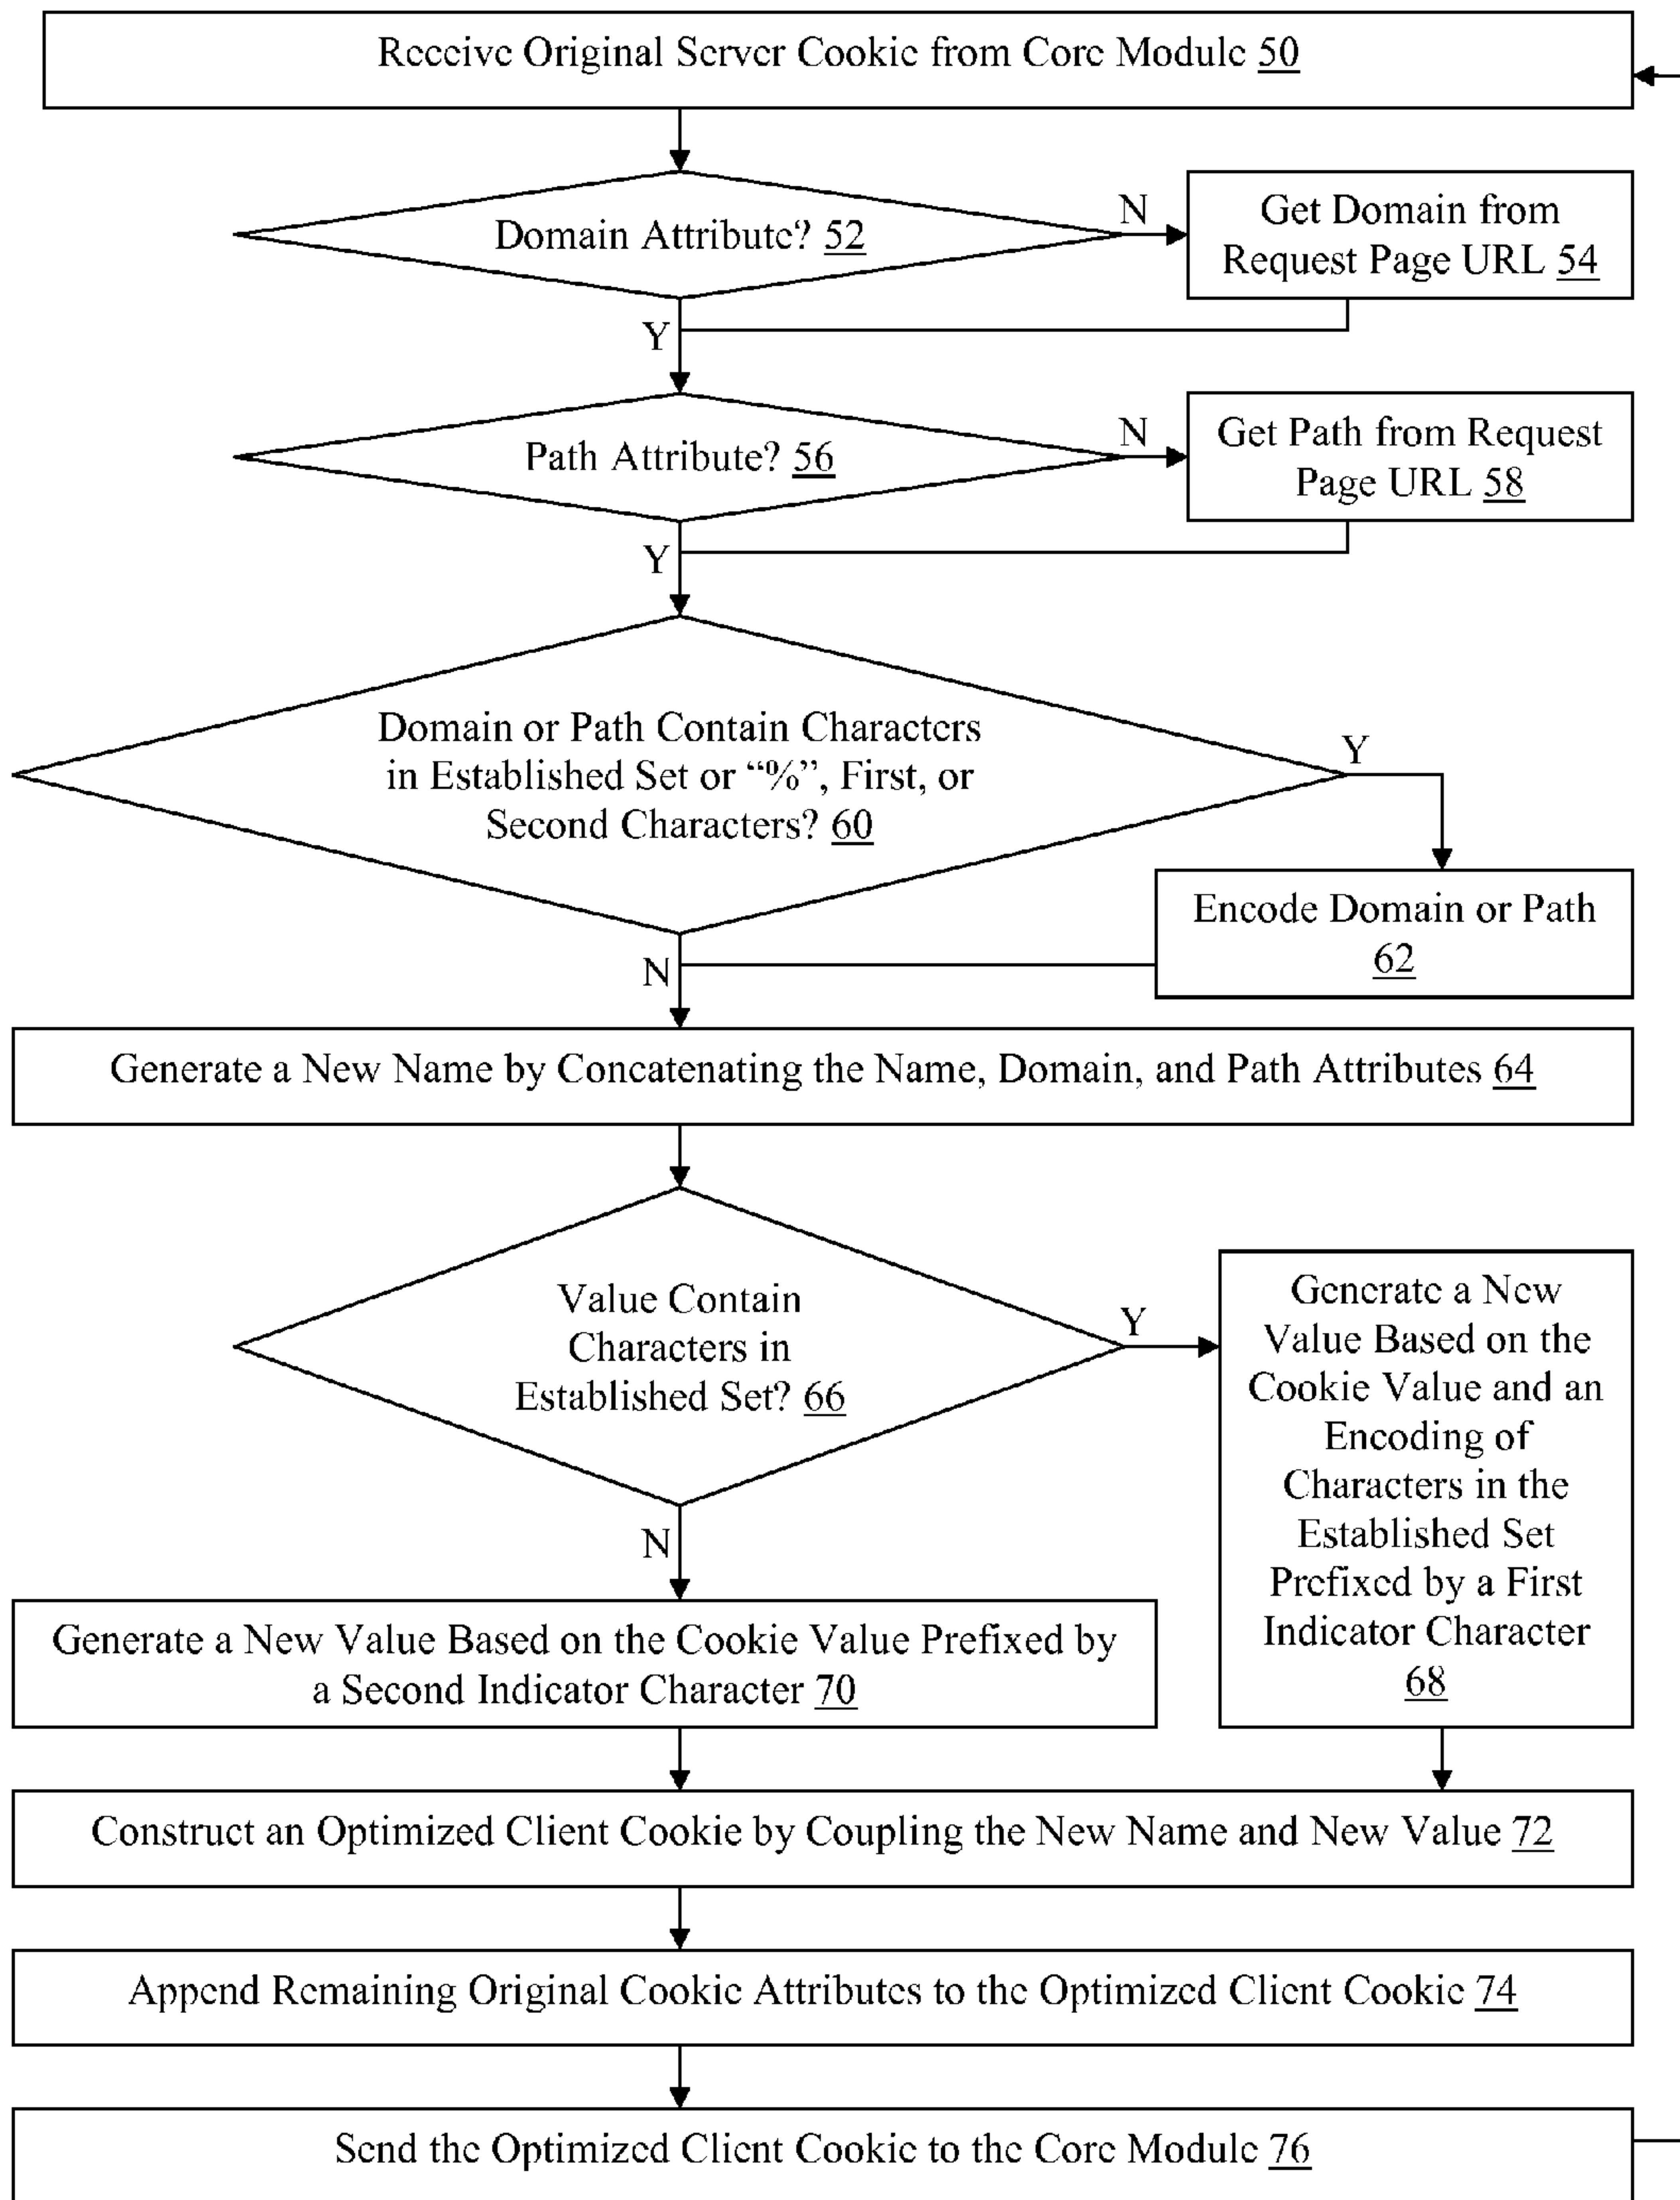 Receive Original Server Cookie from Core Module 50
Domain Attribute? 52
N
Get Domain from
Request Page URL 54
Y
Path Attribute? 56
N
Get Path from Request
Page URL 58
Y
Domain or Path Contain Characters
in Established Set or “%”, First, or
Second Characters? 60
Y
Encode Domain or Path
62
N
Generate a New Name by Concatenating the Name, Domain, and Path Attributes 64
Value Contain
Characters in
Established Set? 66
Y
Generate a New
Value Based on the
Cookie Value and an
Encoding of
Characters in the
Established Set
Prefixed by a First
Indicator Character
68
N
Generate a New Value Based on the Cookie Value Prefixed by
a Second Indicator Character 70
Construct an Optimized Client Cookie by Coupling the New Name and New Value 72
Append Remaining Original Cookie Attributes to the Optimized Client Cookie 74
Send the Optimized Client Cookie to the Core Module 76